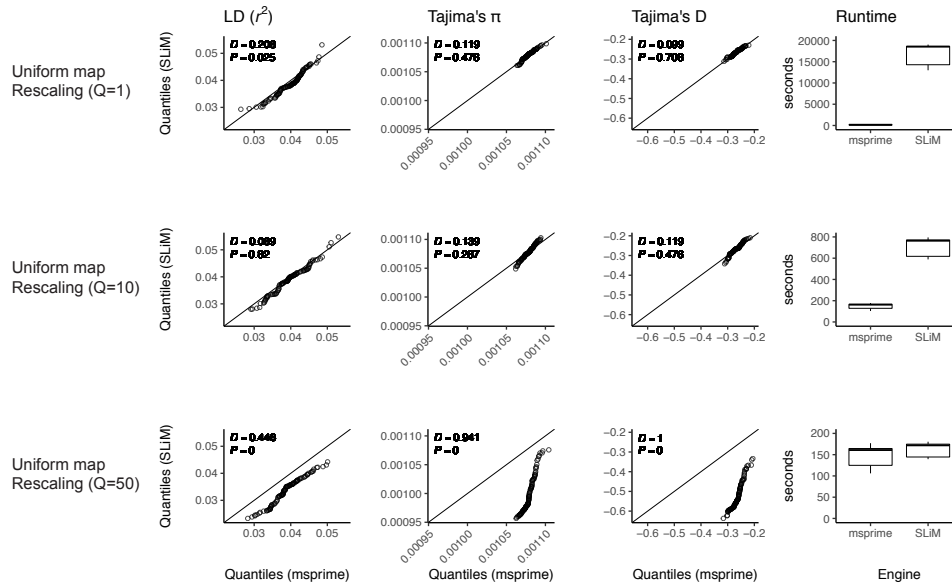 LD (r²) Tajima's π Tajima's D Runtime
Uniform map
Rescaling (Q=1)
Quantiles (SLiM)
0.05
0.04
0.03
D = 0.208
P = 0.025
0.03 0.04 0.05
0.00110
0.00105
0.00100
0.00095
D = 0.119
P = 0.476
0.00095 0.00100 0.00105 0.00110
−0.2
−0.3
−0.4
−0.5
−0.6
D = 0.099
P = 0.706
−0.6 −0.5 −0.4 −0.3 −0.2
seconds
20000
15000
10000
5000
0
msprime SLiM
Uniform map
Rescaling (Q=10)
Quantiles (SLiM)
0.05
0.04
0.03
D = 0.089
P = 0.82
0.03 0.04 0.05
0.00110
0.00105
0.00100
0.00095
D = 0.139
P = 0.287
0.00095 0.00100 0.00105 0.00110
−0.2
−0.3
−0.4
−0.5
−0.6
D = 0.119
P = 0.476
−0.6 −0.5 −0.4 −0.3 −0.2
seconds
800
600
400
200
0
msprime SLiM
Uniform map
Rescaling (Q=50)
Quantiles (SLiM)
0.05
0.04
0.03
D = 0.446
P = 0
0.03 0.04 0.05
Quantiles (msprime)
0.00110
0.00105
0.00100
0.00095
D = 0.941
P = 0
0.00095 0.00100 0.00105 0.00110
Quantiles (msprime)
−0.2
−0.3
−0.4
−0.5
−0.6
D = 1
P = 0
−0.6 −0.5 −0.4 −0.3 −0.2
Quantiles (msprime)
seconds
200
150
100
50
0
msprime SLiM
Engine